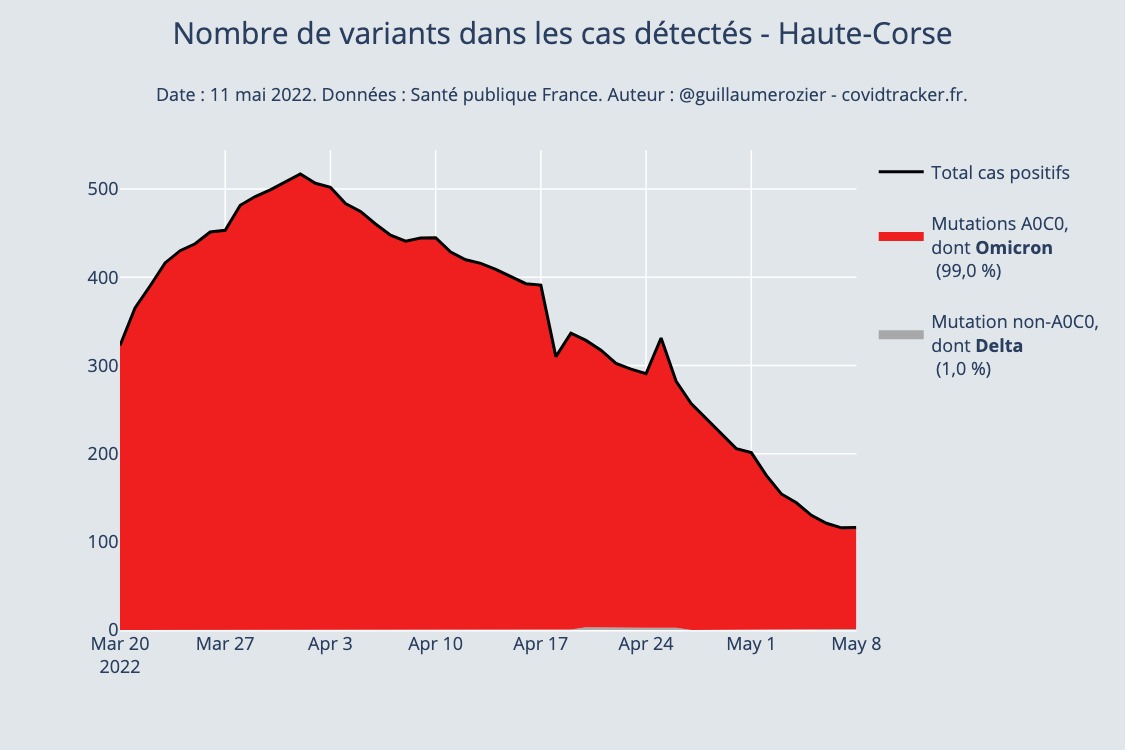 Nombre de variants dans les cas détectés - Haute-Corse
Date : 11 mai 2022. Données : Santé publique France. Auteur : @guillaumerozier - covidtracker.fr.
500
400
300
200
100
0
Mar 20
2022
Mar 27
Apr 3
Apr 10
Apr 17
Apr 24
May 1
May 8
Total cas positifs
Mutations A0C0,
dont Omicron
(99,0 %)
Mutation non-A0C0,
dont Delta
(1,0 %)